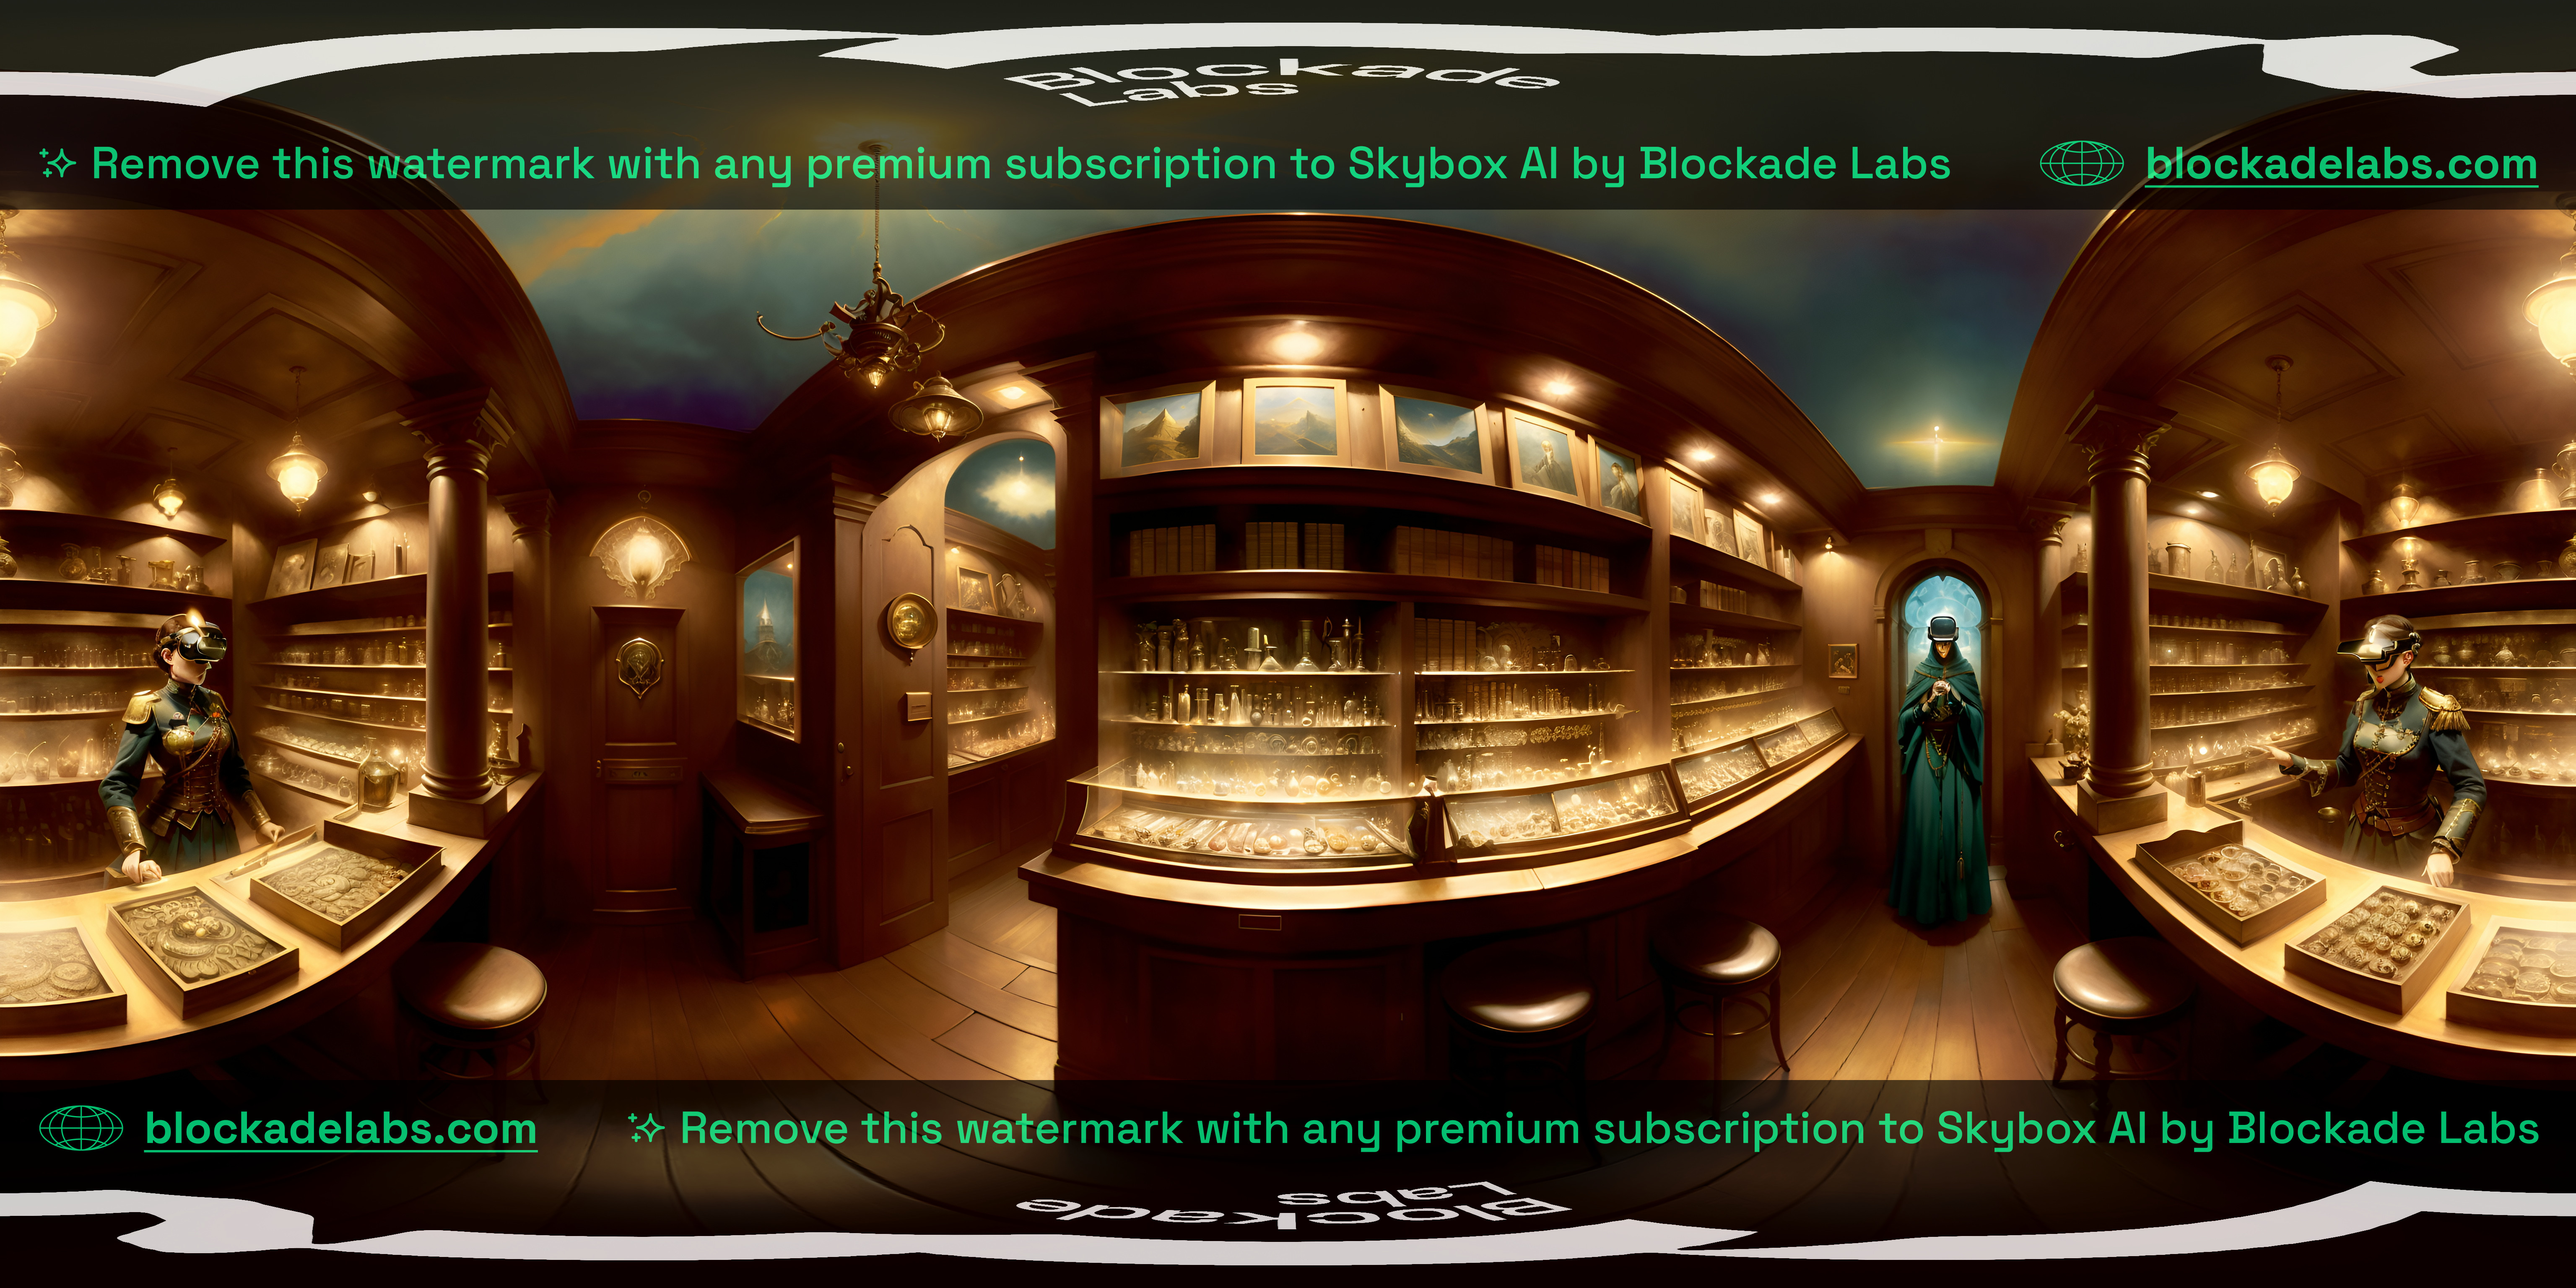 Blockade
Labs
Remove this watermark with any premium subscription to Skybox AI by Blockade Labs
blockadelabs.com
blockadelabs.com
Remove this watermark with any premium subscription to Skybox AI by Blockade Labs
Blockade
Labs